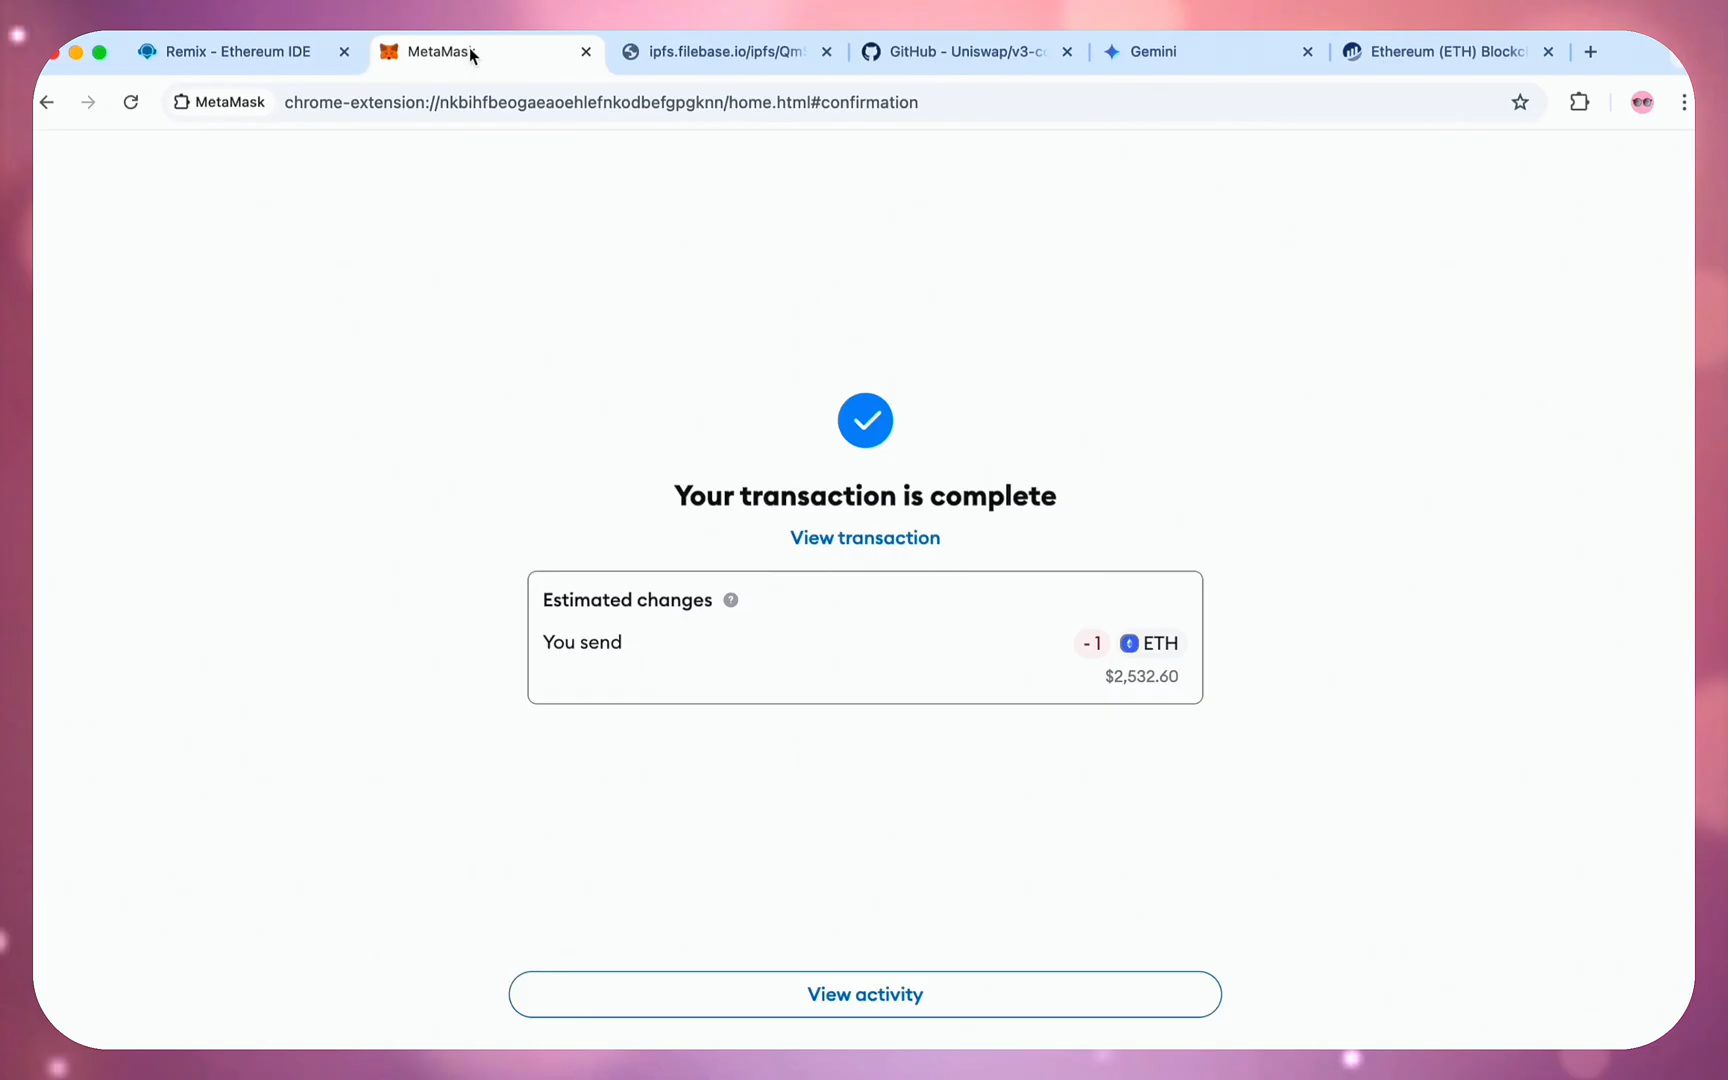 Remix - Ethereum IDE
MetaMas
ipfs.filebase.io/ipfs/Qm
GitHub - Uniswap/v3-c
Gemini
Ethereum (ETH) Blockc
MetaMask
chrome-extension://nkbihfbeogaeaoehlefnkodbefgpgknn/home.html#confirmation
Your transaction is complete
View transaction
Estimated changes ?
You send
- 1 ETH
$2,532.60
View activity